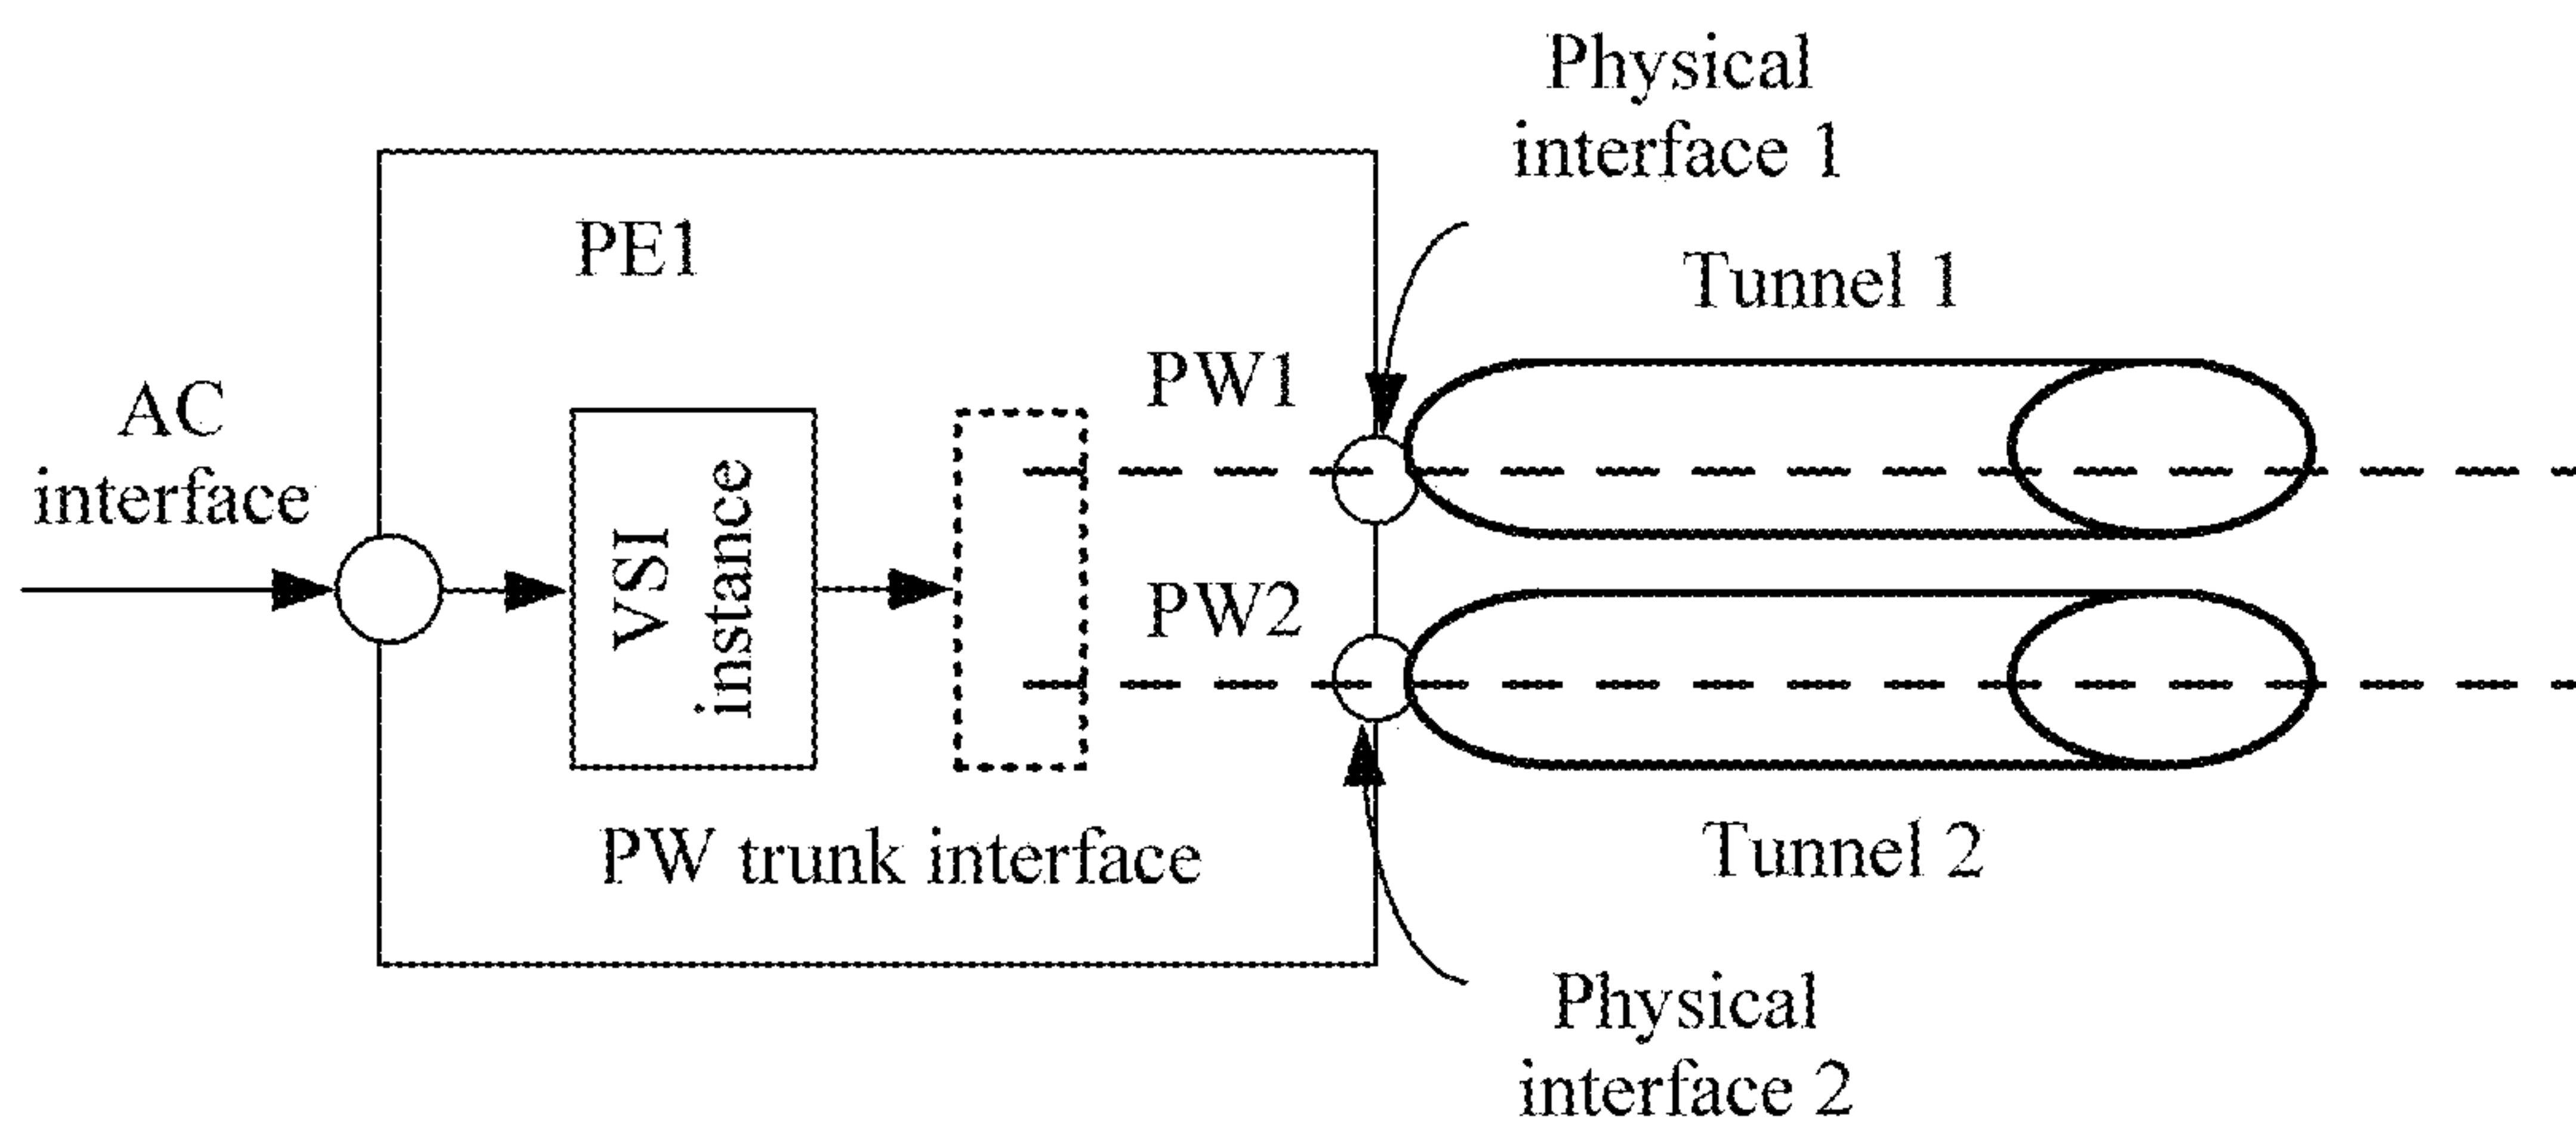 Physical
interface 1
PE1
Tunnel 1
PW1
AC
interface
VSI
instance
PW2
PW trunk interface
Tunnel 2
Physical
interface 2